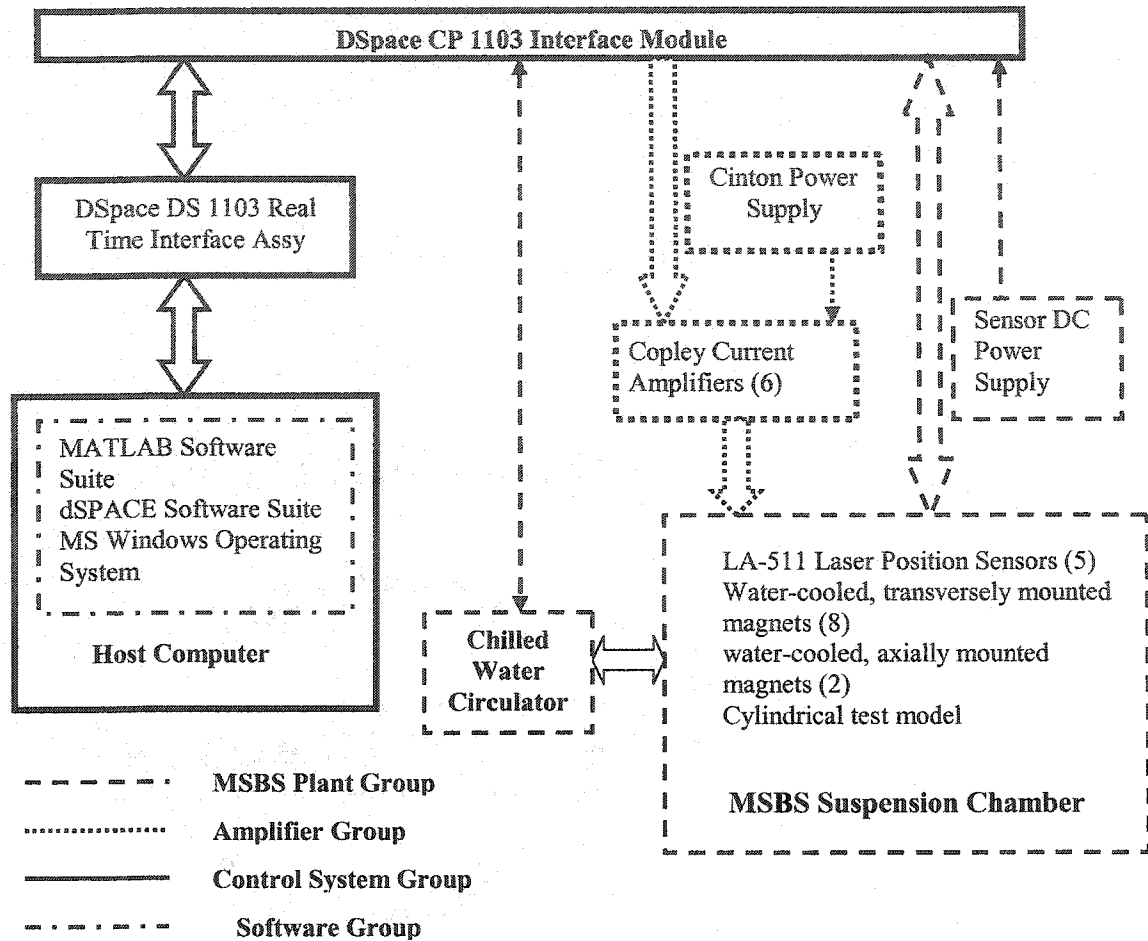 DSpace CP 1103 Interface Module
DSpace DS 1103 Real
Time Interface Assy
Cinton Power
Supply
Copley Current
Amplifiers (6)
Sensor DC
Power
Supply
MATLAB Software
Suite
dSPACE Software Suite
MS Windows Operating
System
Host Computer
Chilled
Water
Circulator
LA-511 Laser Position Sensors (5)
Water-cooled, transversely mounted
magnets (8)
water-cooled, axially mounted
magnets (2)
Cylindrical test model
MSBS Suspension Chamber
MSBS Plant Group
Amplifier Group
Control System Group
Software Group